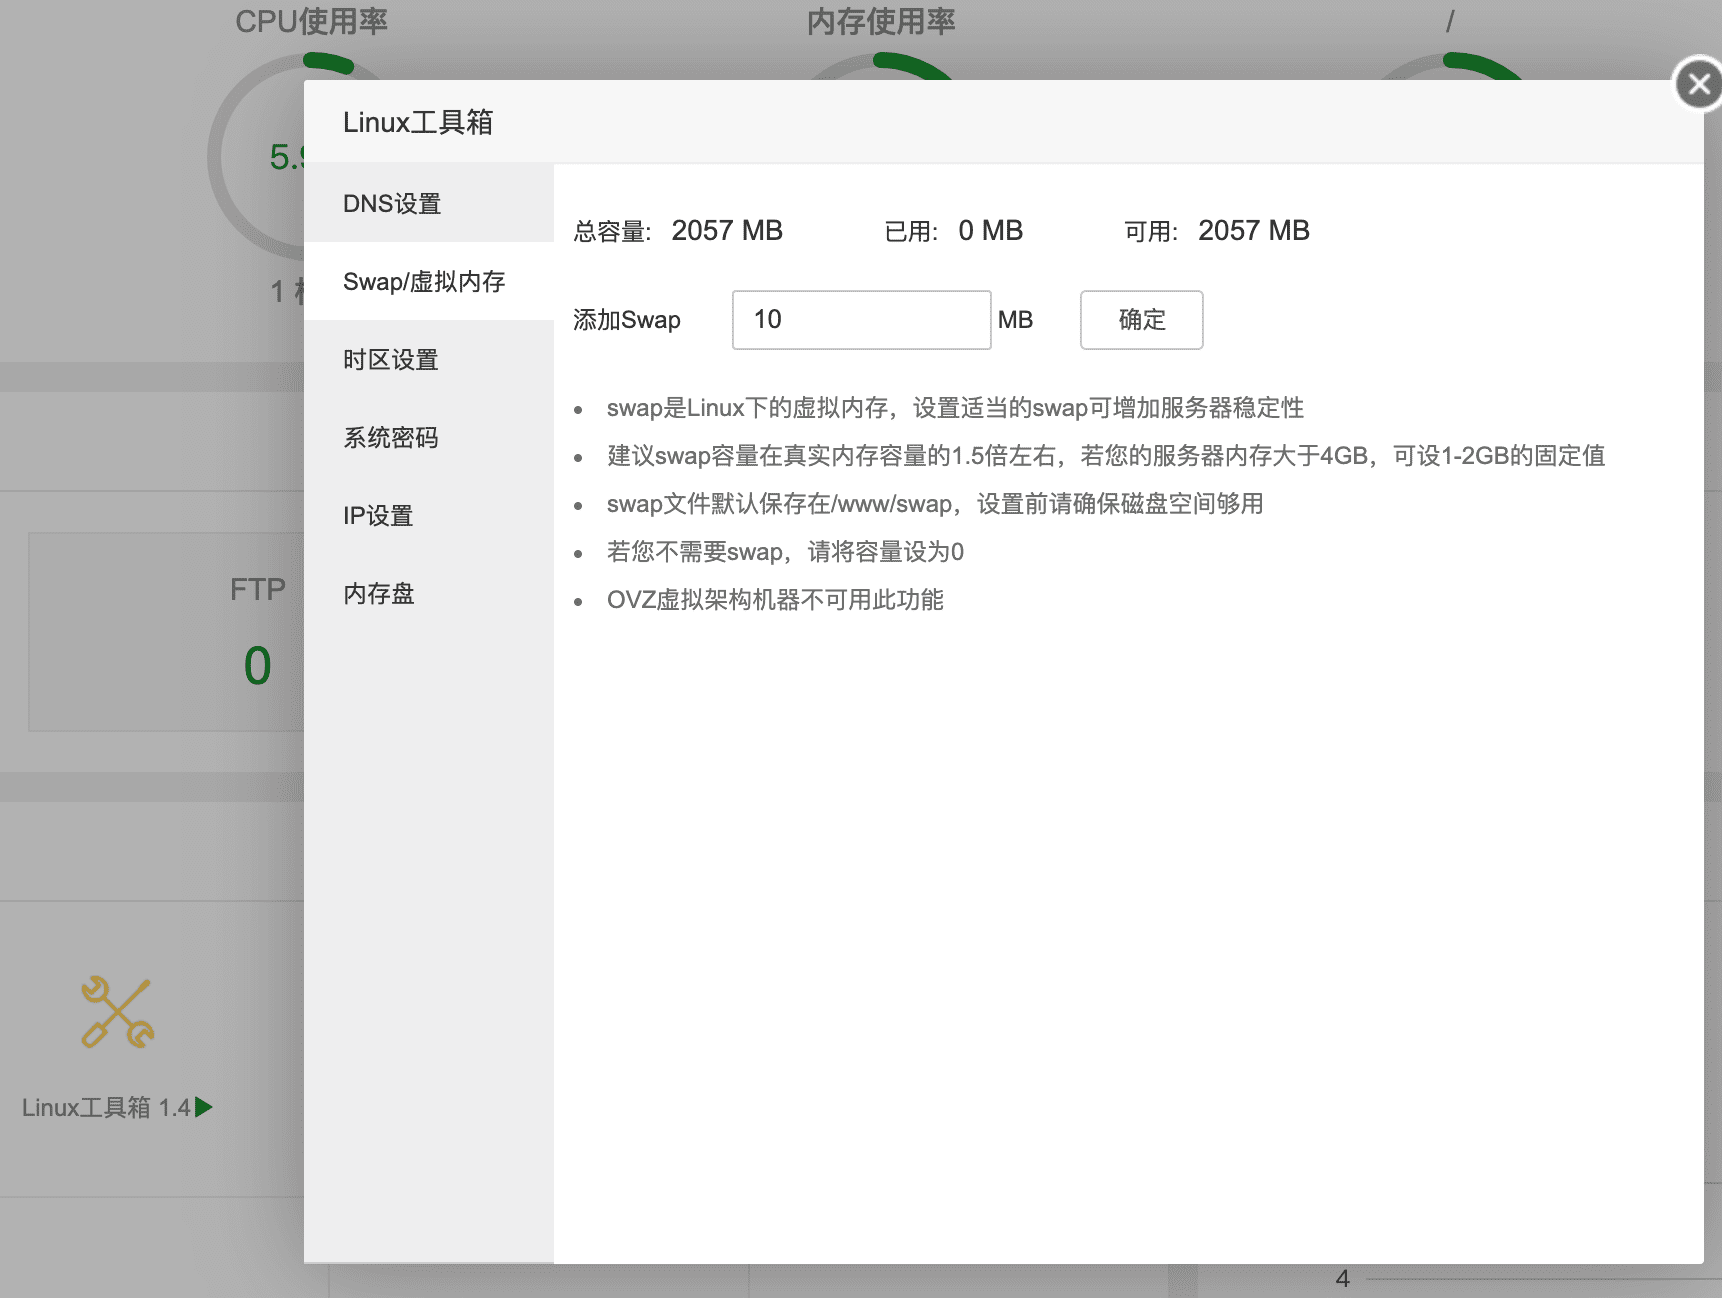 CPU使用率
内存使用率
/
Linux工具箱
5.9
1
DNS设置
Swap/虚拟内存
时区设置
系统密码
IP设置
内存盘
总容量: 2057 MB 已用: 0 MB 可用: 2057 MB
添加Swap 10 MB 确定
swap是Linux下的虚拟内存，设置适当的swap可增加服务器稳定性
建议swap容量在真实内存容量的1.5倍左右，若您的服务器内存大于4GB，可设1-2GB的固定值
swap文件默认保存在/www/swap，设置前请确保磁盘空间够用
若您不需要swap，请将容量设为0
OVZ虚拟架构机器不可用此功能
FTP
0
Linux工具箱 1.4
4